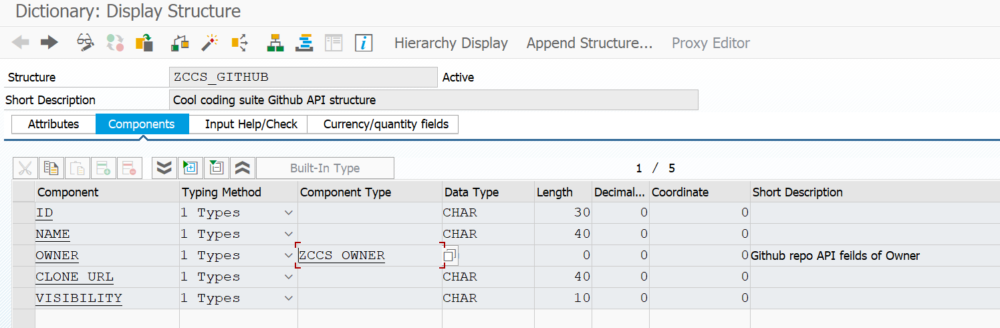 Dictionary: Display Structure
Hierarchy Display Append Structure... Proxy Editor
Structure ZCCS_GITHUB Active
Short Description Cool coding suite Github API structure
Attributes Components Input Help/Check Currency/quantity fields
Built-In Type 1 / 5
Component Typing Method Component Type Data Type Length Decimal... Coordinate Short Description
ID 1 Types CHAR 30 0 0
NAME 1 Types CHAR 40 0 0
OWNER 1 Types ZCCS_OWNER 0 0 0 Github repo API feilds of Owner
CLONE_URL 1 Types CHAR 40 0 0
VISIBILITY 1 Types CHAR 10 0 0